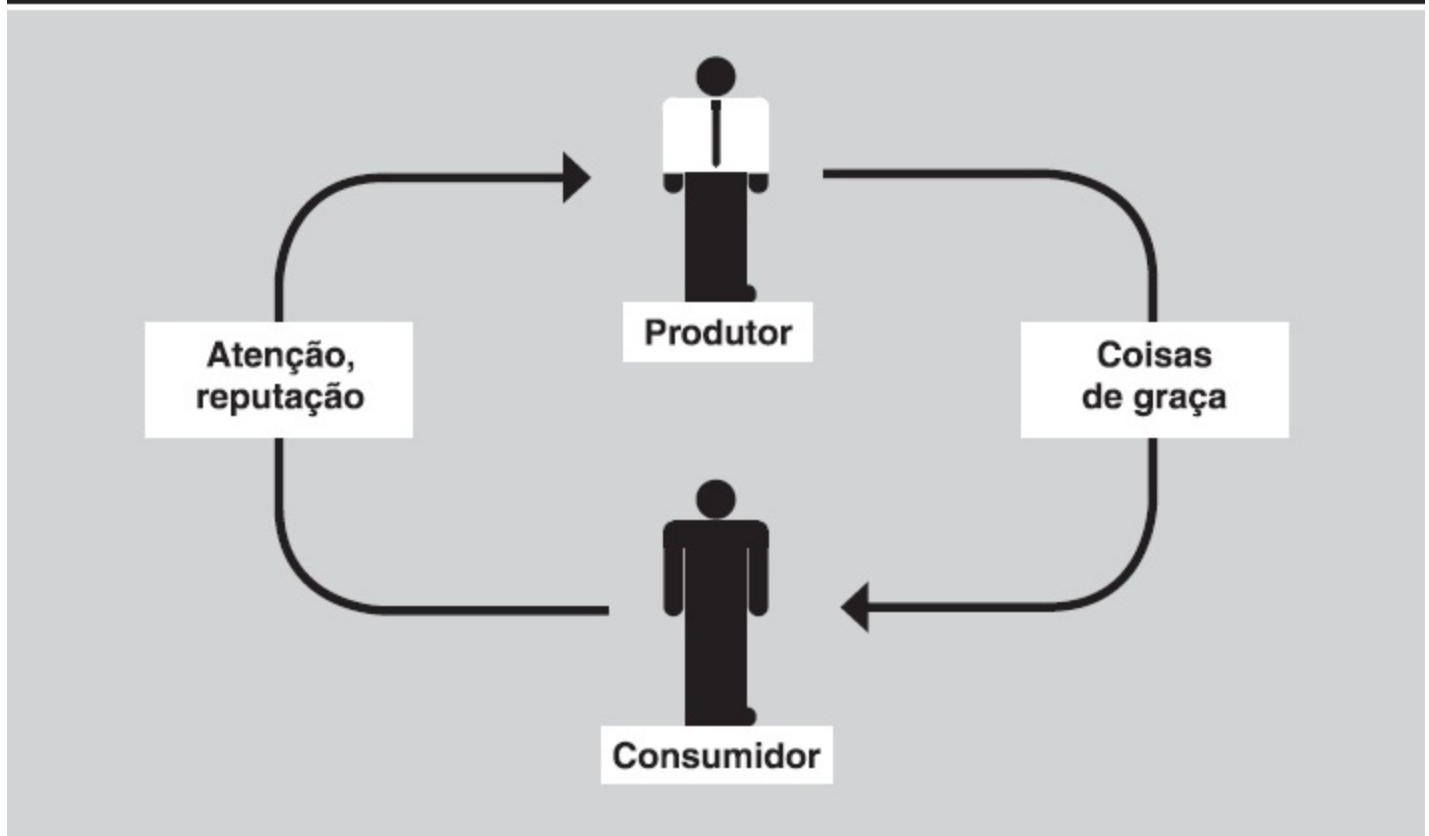 Produtor
Atenção,
reputação
Coisas
de graça
Consumidor